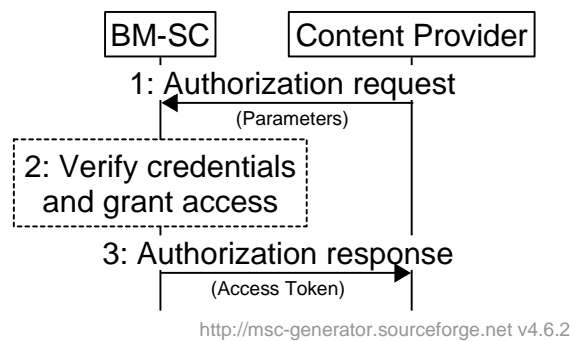 BM-SC
Content Provider
1: Authorization request
(Parameters)
2: Verify credentials
and grant access
3: Authorization response
(Access Token)
http://msc-generator.sourceforge.net v4.6.2